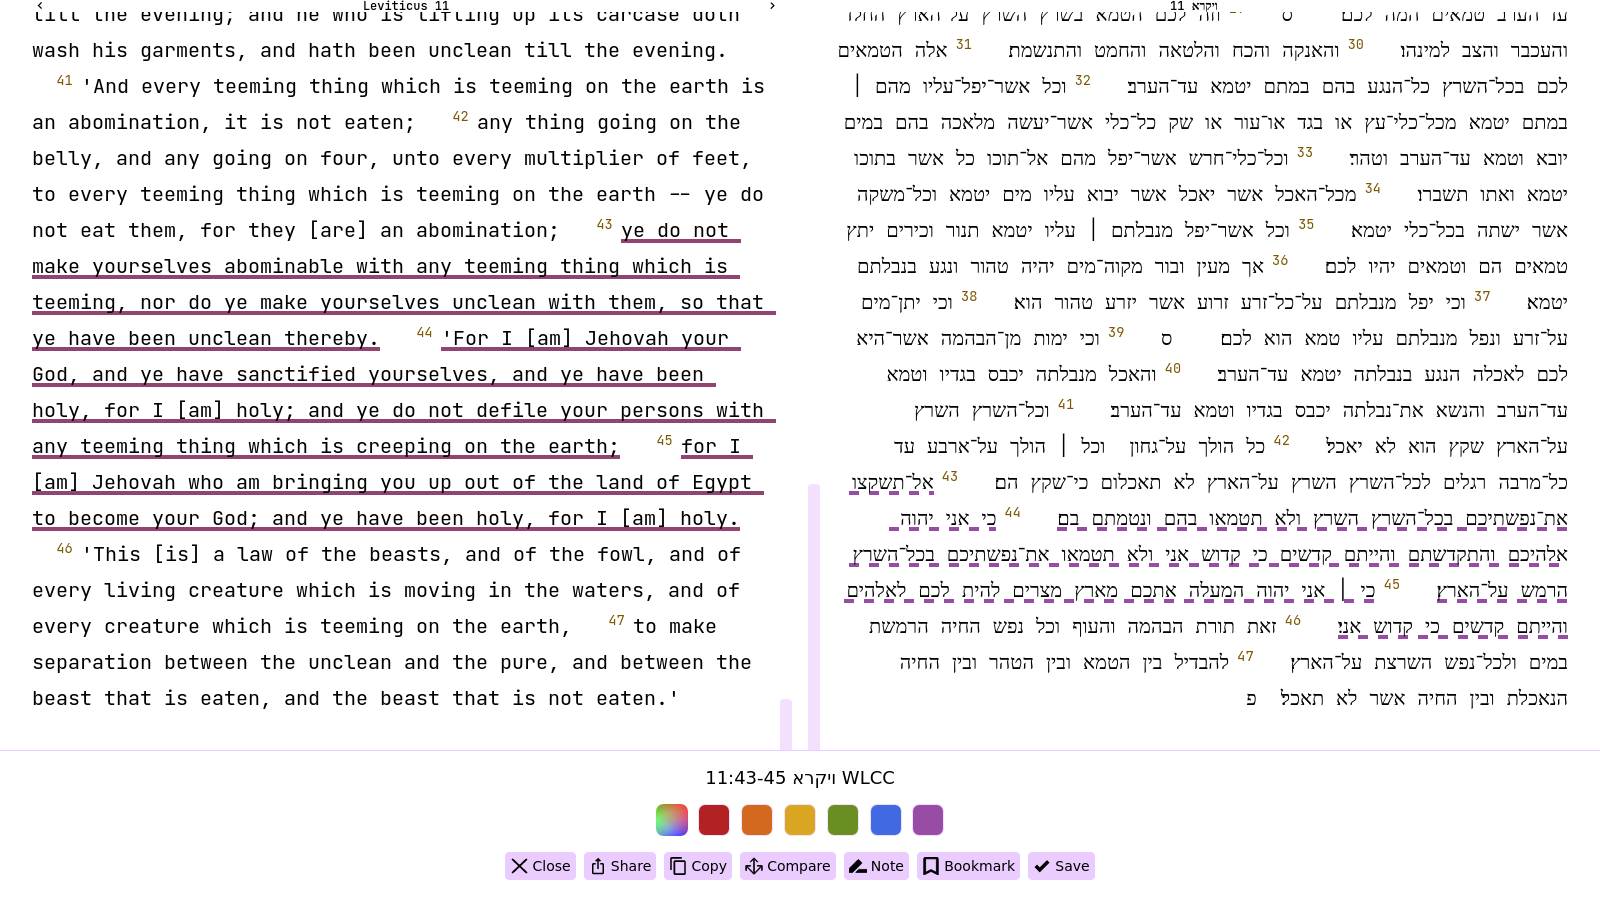 ‹ Leviticus 11 ›
till the evening; and he who is lifting up its carcase doth
wash his garments, and hath been unclean till the evening.
41 'And every teeming thing which is teeming on the earth is
an abomination, it is not eaten; 42 any thing going on the
belly, and any going on four, unto every multiplier of feet,
to every teeming thing which is teeming on the earth -- ye do
not eat them, for they [are] an abomination; 43 ye do not
make yourselves abominable with any teeming thing which is
teeming, nor do ye make yourselves unclean with them, so that
ye have been unclean thereby. 44 'For I [am] Jehovah your
God, and ye have sanctified yourselves, and ye have been
holy, for I [am] holy; and ye do not defile your persons with
any teeming thing which is creeping on the earth; 45 for I
[am] Jehovah who am bringing you up out of the land of Egypt
to become your God; and ye have been holy, for I [am] holy.
46 'This [is] a law of the beasts, and of the fowl, and of
every living creature which is moving in the waters, and of
every creature which is teeming on the earth, 47 to make
separation between the unclean and the pure, and between the
beast that is eaten, and the beast that is not eaten.'
ויקרא 11
עד הערב טמאים המה לכם׃ ס וזה לכם הטמא בשרץ השרץ על הארץ החלד
והעכבר והצב למינהו׃ 30 והאנקה והכח והלטאה והחמט והתנשמת׃ 31 אלה הטמאים
לכם בכל־השרץ כל־הנגע בהם במתם יטמא עד־הערב׃ 32 וכל אשר־יפל־עליו מהם ׀
במתם יטמא מכל־כלי־עץ או בגד או־עור או שק כל־כלי אשר־יעשה מלאכה בהם במים
יובא וטמא עד־הערב וטהר׃ 33 וכל־כלי־חרש אשר־יפל מהם אל־תוכו כל אשר בתוכו
יטמא ואתו תשברו׃ 34 מכל־האכל אשר יאכל אשר יבוא עליו מים יטמא וכל־משקה
אשר ישתה בכל־כלי יטמא׃ 35 וכל אשר־יפל מנבלתם ׀ עליו יטמא תנור וכירים יתץ
טמאים הם וטמאים יהיו לכם׃ 36 אך מעין ובור מקוה־מים יהיה טהור ונגע בנבלתם
יטמא׃ 37 וכי יפל מנבלתם על־כל־זרע זרוע אשר יזרע טהור הוא׃ 38 וכי יתן־מים
על־זרע ונפל מנבלתם עליו טמא הוא לכם׃ ס 39 וכי ימות מן־הבהמה אשר־היא
לכם לאכלה הנגע בנבלתה יטמא עד־הערב׃ 40 והאכל מנבלתה יכבס בגדיו וטמא
עד־הערב והנשא את־נבלתה יכבס בגדיו וטמא עד־הערב׃ 41 וכל־השרץ השרץ
על־הארץ שקץ הוא לא יאכל׃ 42 כל הולך על־גחון וכל ׀ הולך על־ארבע עד
כל־מרבה רגלים לכל־השרץ השרץ על־הארץ לא תאכלום כי־שקץ הם׃ 43 אל־תשקצו
את־נפשתיכם בכל־השרץ השרץ ולא תטמאו בהם ונטמתם בם׃ 44 כי אני יהוה
אלהיכם והתקדשתם והייתם קדשים כי קדוש אני ולא תטמאו את־נפשתיכם בכל־השרץ
הרמש על־הארץ׃ 45 כי ׀ אני יהוה המעלה אתכם מארץ מצרים להית לכם לאלהים
והייתם קדשים כי קדוש אני׃ 46 זאת תורת הבהמה והעוף וכל נפש החיה הרמשת
במים ולכל־נפש השרצת על־הארץ׃ 47 להבדיל בין הטמא ובין הטהר ובין החיה
הנאכלת ובין החיה אשר לא תאכל׃ פ
ויקרא 11:43-45 WLCC
Close Share Copy Compare Note Bookmark Save